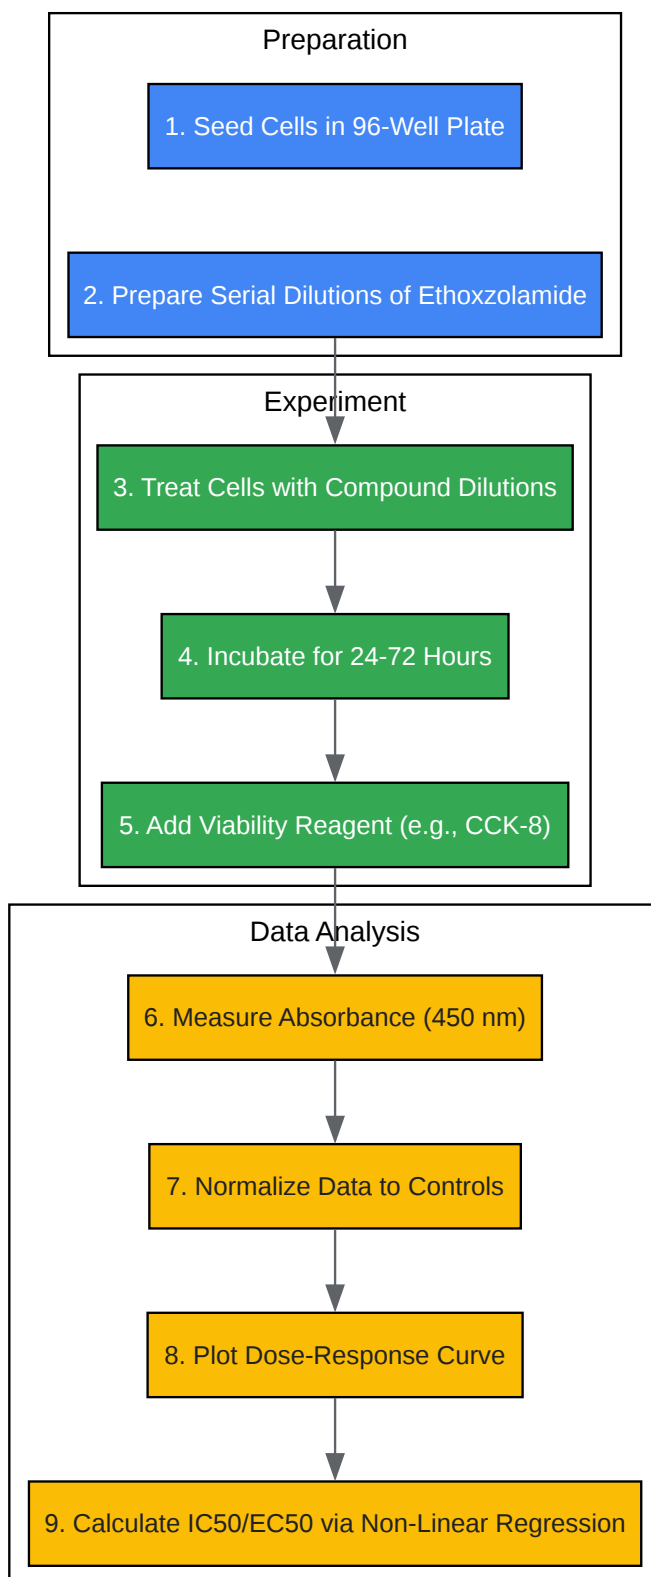 Preparation
1. Seed Cells in 96-Well Plate
2. Prepare Serial Dilutions of Ethoxzolamide
Experiment
3. Treat Cells with Compound Dilutions
4. Incubate for 24-72 Hours
5. Add Viability Reagent (e.g., CCK-8)
Data Analysis
6. Measure Absorbance (450 nm)
7. Normalize Data to Controls
8. Plot Dose-Response Curve
9. Calculate IC50/EC50 via Non-Linear Regression